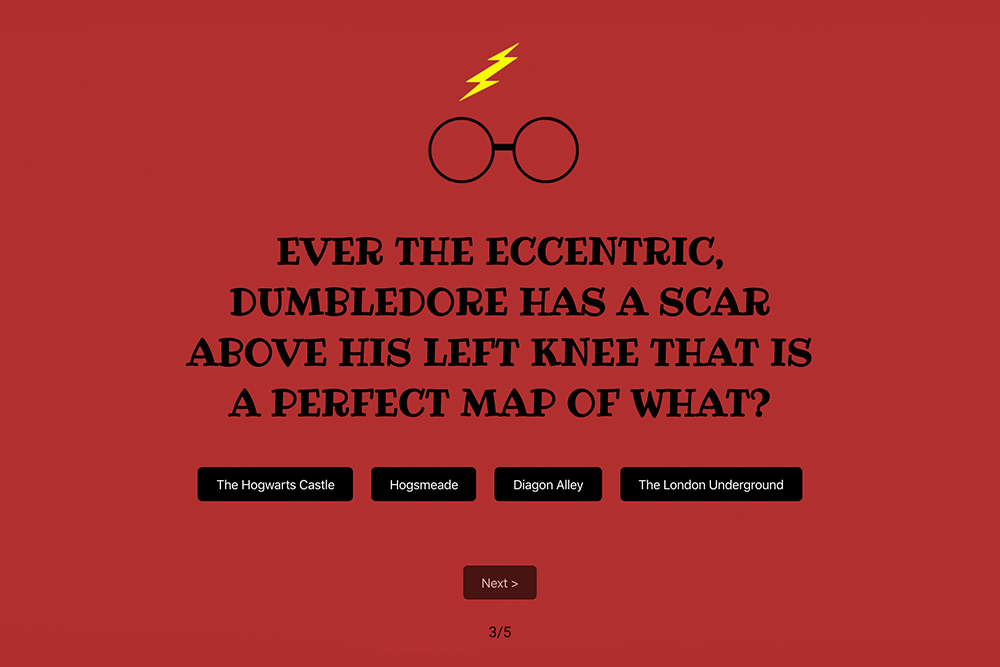 EVER THE ECCENTRIC,
DUMBLEDORE HAS A SCAR
ABOVE HIS LEFT KNEE THAT IS
A PERFECT MAP OF WHAT?
The Hogwarts Castle
Hogsmeade
Diagon Alley
The London Underground
Next >
3/5